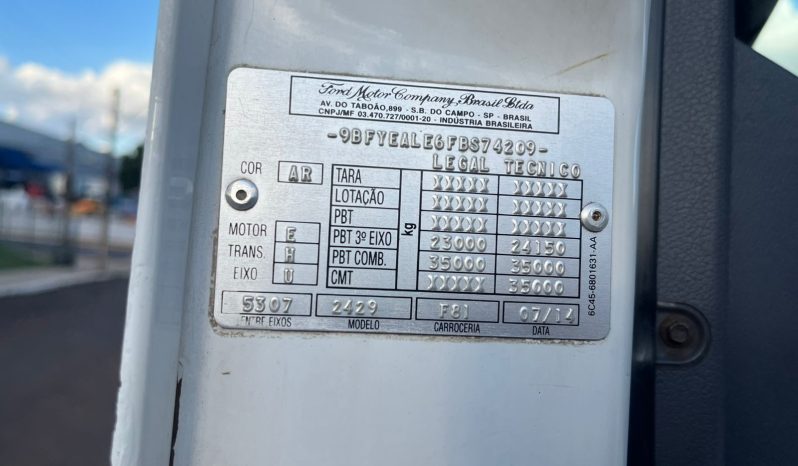 Ford Motor Company, Brasil Ltda
AV. DO TABOÃO,899 - S.B. DO CAMPO - SP - BRASIL
CNPJ/MF 03.470.727/0001-20 - INDÚSTRIA BRASILEIRA
-9BFYEALE6FBS74209-
LEGAL TECNICO
COR AR TARA XXXXX XXXXX
LOTAÇÃO XXXXX XXXXX
PBT XXXXX XXXXX
MOTOR E PBT 3º EIXO 23000 24150
TRANS. H PBT COMB. 35000 35000
EIXO U CMT XXXXX 35000
kg
5307 2429 F81 07/14
ENTRE EIXOS MODELO CARROCERIA DATA
6C45-6801631-AA